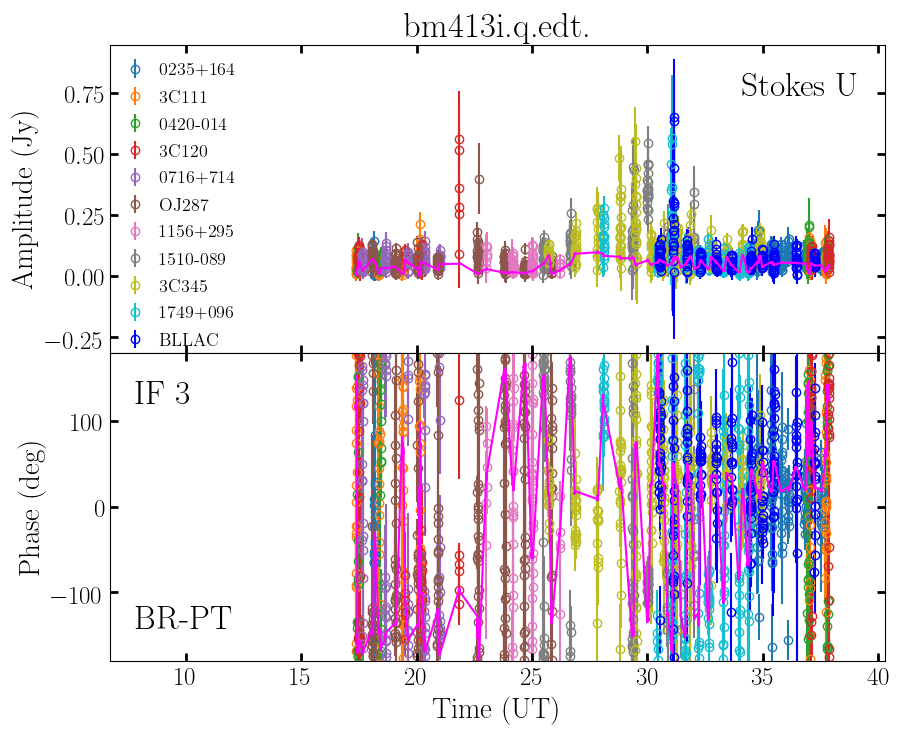 bm413i.q.edt.
Stokes U
0235+164
3C111
0420-014
3C120
0716+714
OJ287
1156+295
1510-089
3C345
1749+096
BLLAC
Amplitude (Jy)
0.75
0.50
0.25
0.00
−0.25
IF 3
BR-PT
Phase (deg)
100
0
−100
10 15 20 25 30 35 40
Time (UT)